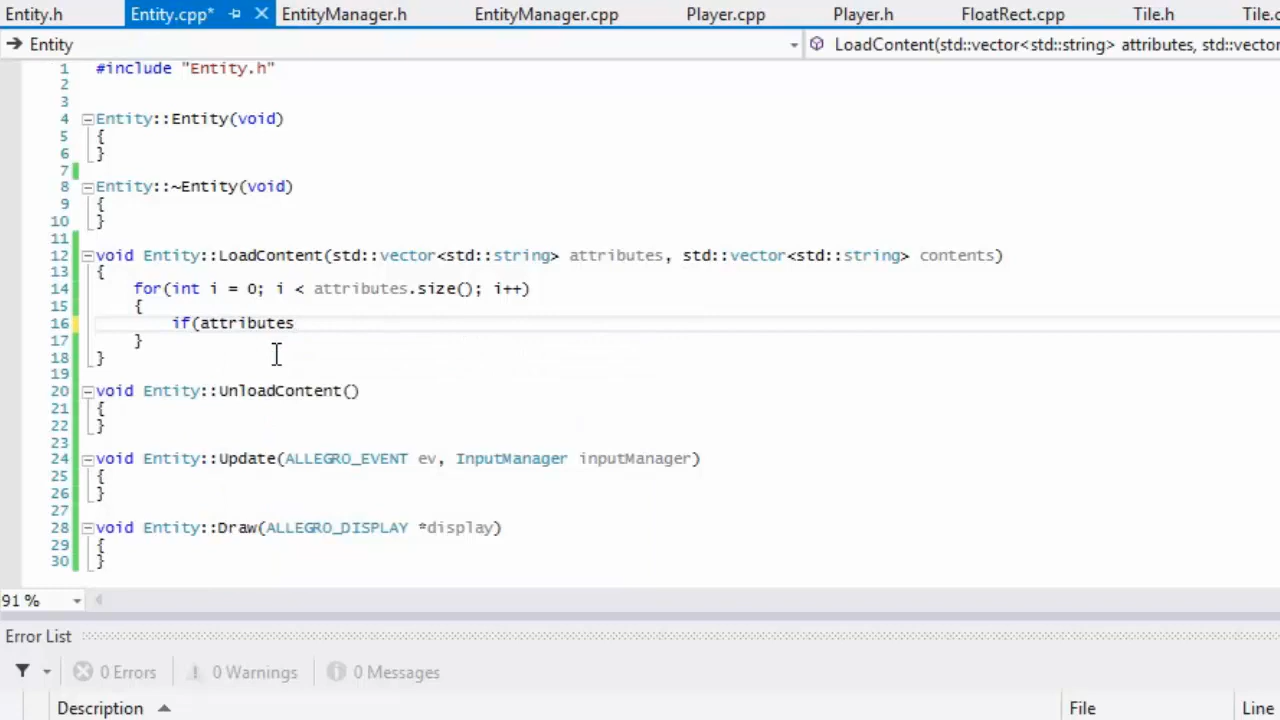 Entity.h Entity.cpp* EntityManager.h EntityManager.cpp Player.cpp Player.h FloatRect.cpp Tile.h Tile.c
Entity LoadContent(std::vector<std::string> attributes, std::vector
1 #include "Entity.h"
2
3
4 Entity::Entity(void)
5 {
6 }
7
8 Entity::~Entity(void)
9 {
10 }
11
12 void Entity::LoadContent(std::vector<std::string> attributes, std::vector<std::string> contents)
13 {
14 for(int i = 0; i < attributes.size(); i++)
15 {
16 if(attributes
17 }
18 }
19
20 void Entity::UnloadContent()
21 {
22 }
23
24 void Entity::Update(ALLEGRO_EVENT ev, InputManager inputManager)
25 {
26 }
27
28 void Entity::Draw(ALLEGRO_DISPLAY *display)
29 {
30 }
91 %
Error List
0 Errors 0 Warnings 0 Messages
Description File Line